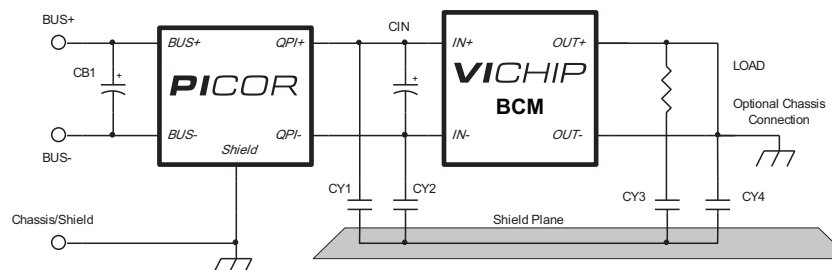 BUS+
CB1
+
BUS-
Chassis/Shield
BUS+
QPI+
PICOR
BUS-
QPI-
Shield
CIN
+
CY1
CY2
IN+
OUT+
VICHIP
BCM
IN-
OUT-
LOAD
Optional Chassis
Connection
CY3
CY4
Shield Plane